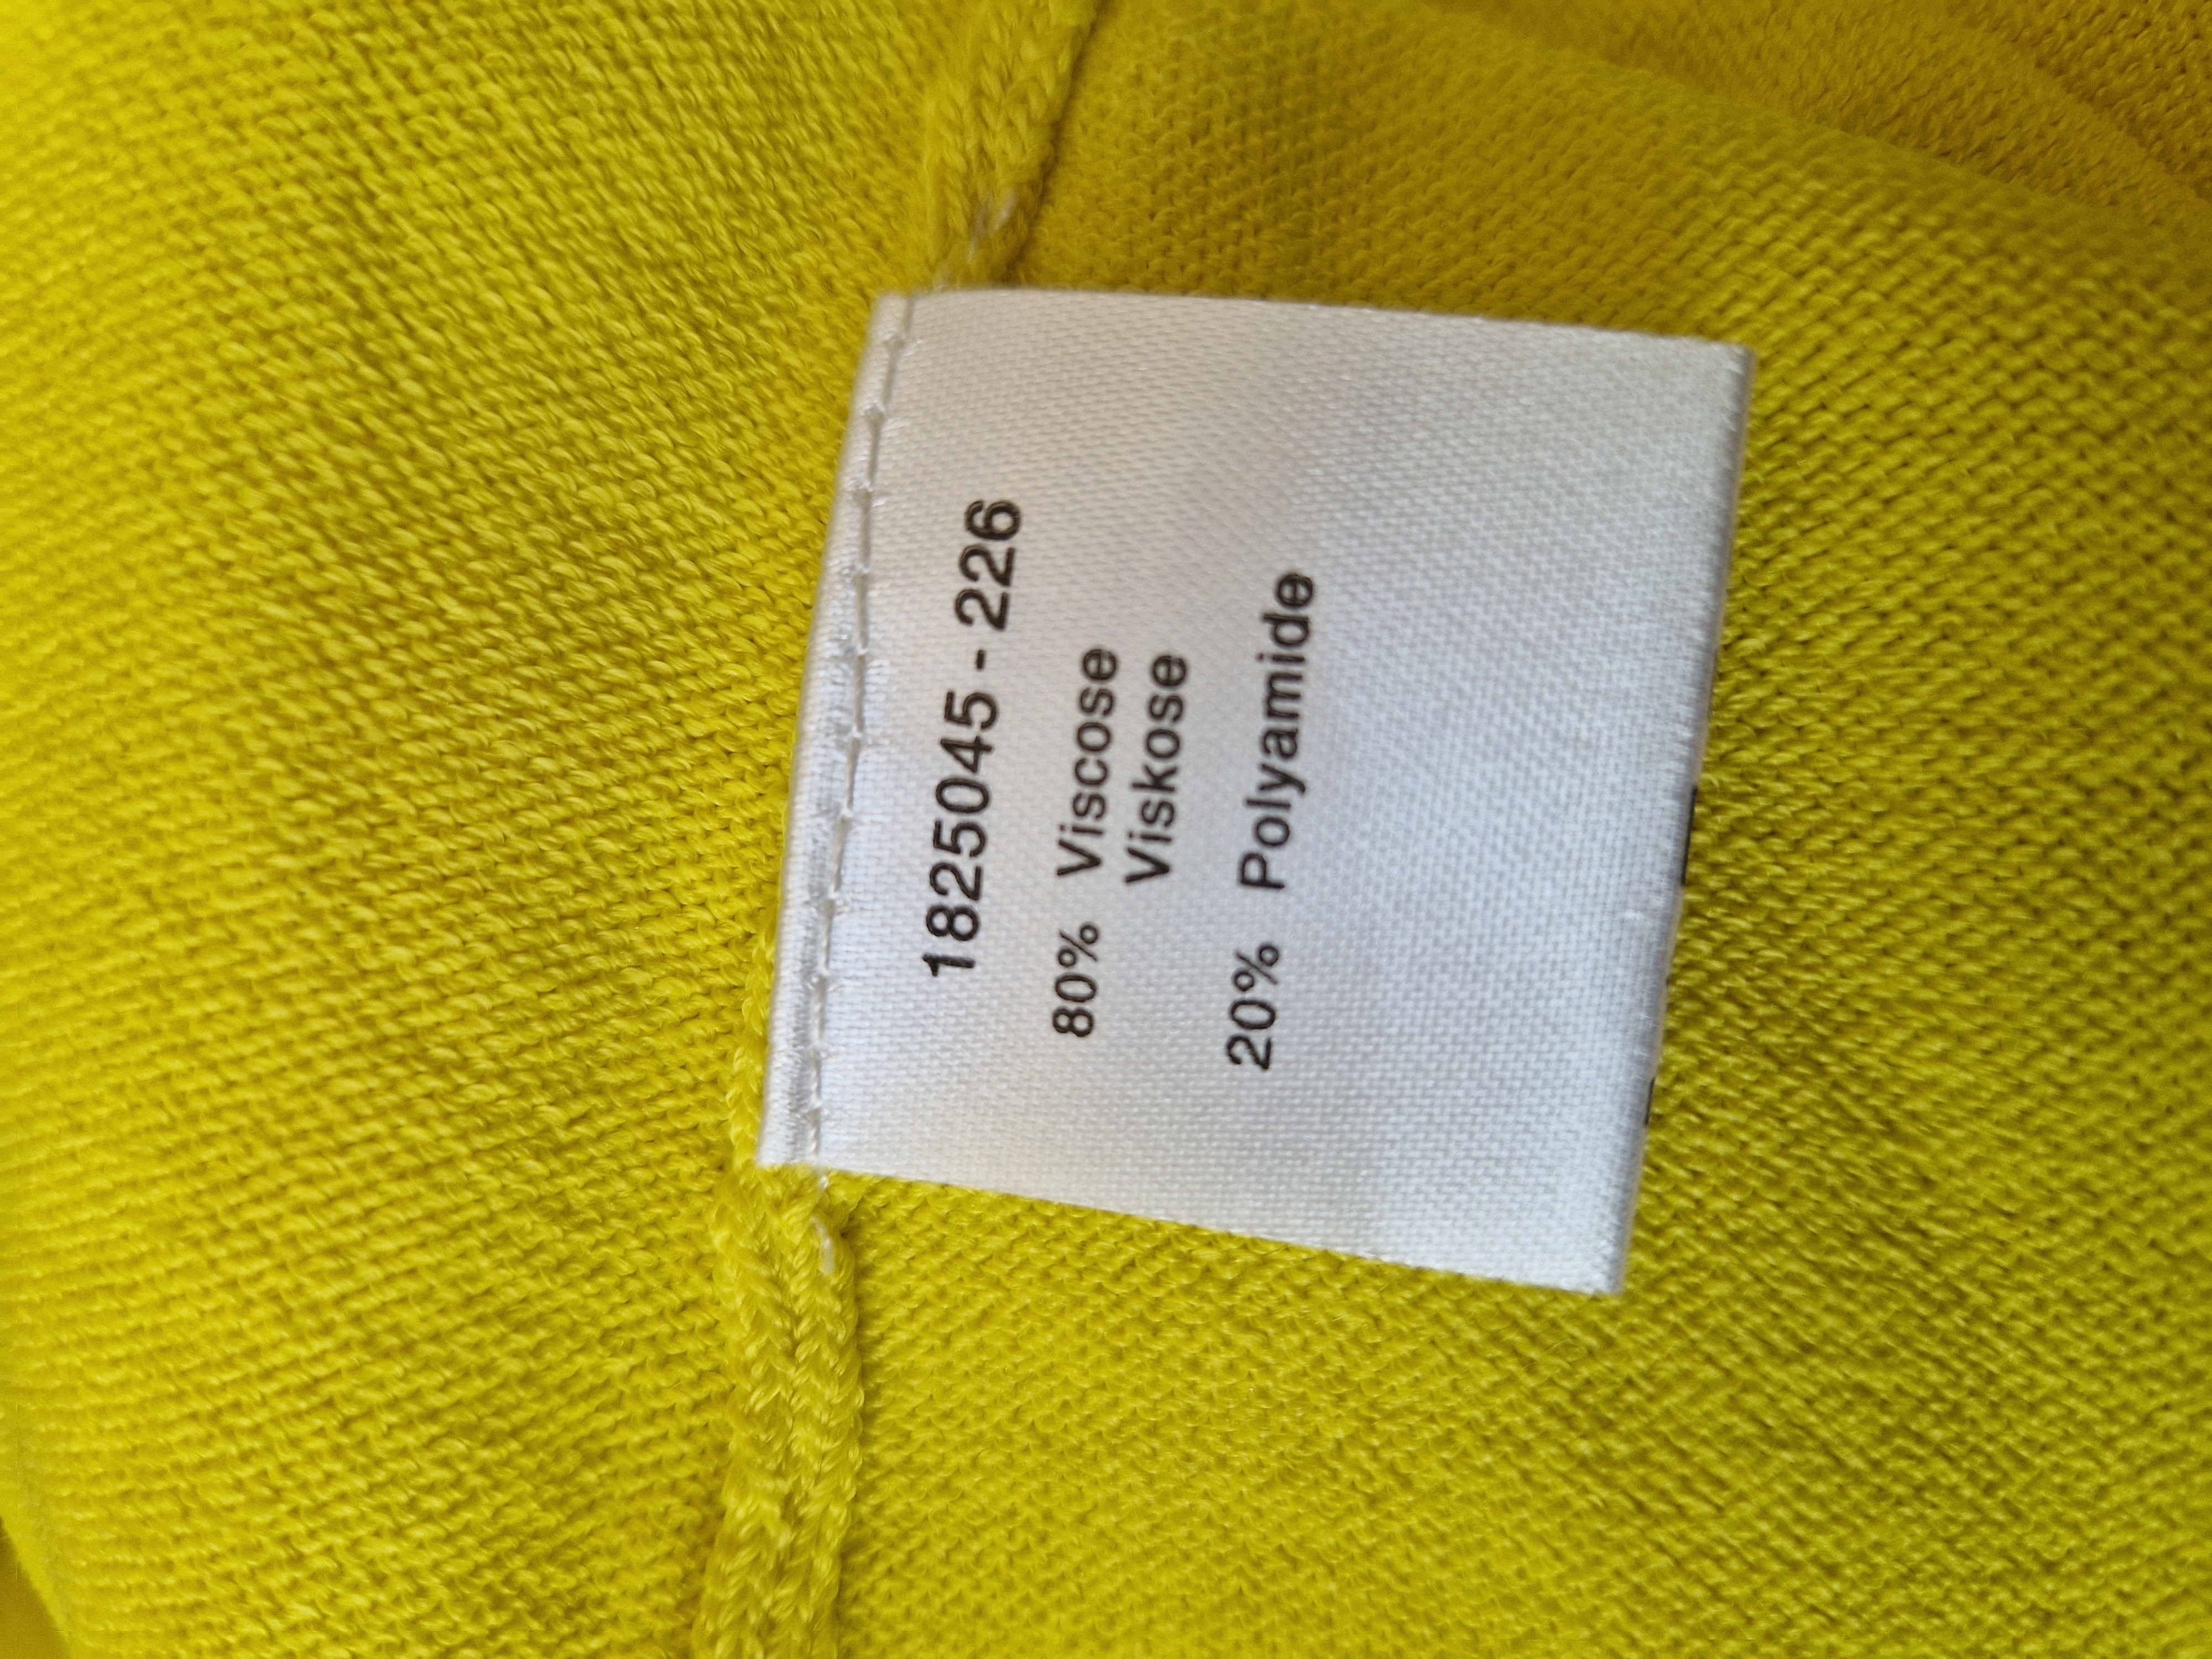 1825045 - 226
80% Viscose
Viskose
20% Polyamide